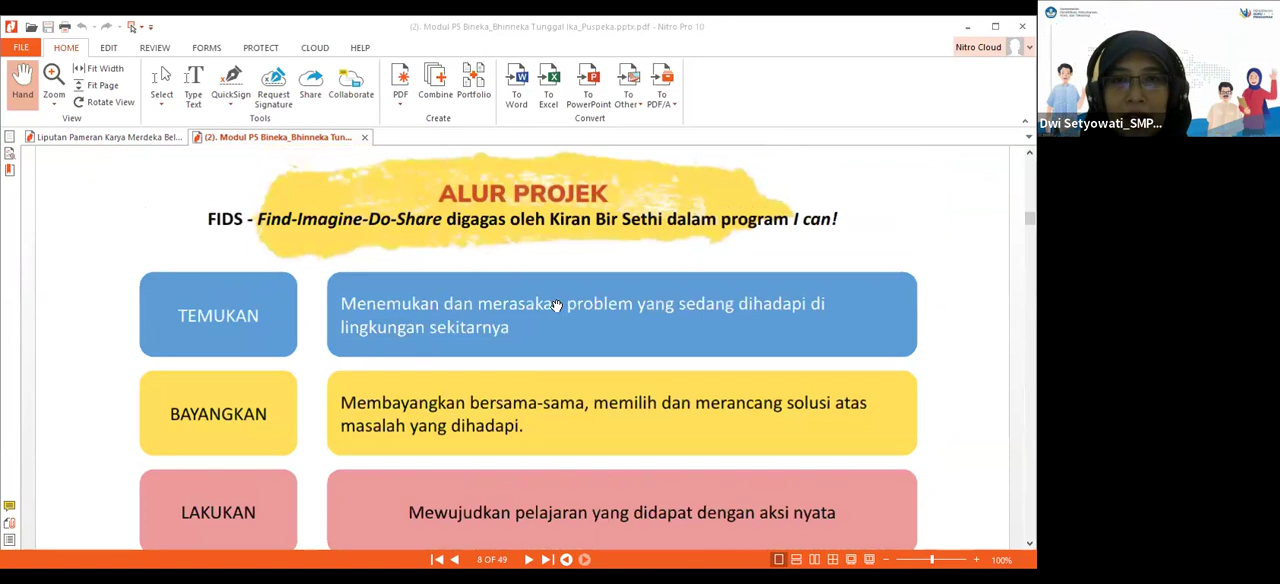 (2). Modul P5 Bineka_Bhinneka Tunggal Ika_Puspeka.pptx.pdf - Nitro Pro 10
FILE HOME EDIT REVIEW FORMS PROTECT CLOUD HELP
Nitro Cloud
Hand
Zoom
Fit Width
Fit Page
Rotate View
View
Select
Type Text
QuickSign
Request Signature
Share
Collaborate
Tools
PDF
Combine
Portfolio
Create
To Word
To Excel
To PowerPoint
To Other
To PDF/A
Convert
Liputan Pameran Karya Merdeka Bel...
(2). Modul P5 Bineka_Bhinneka Tun...
ALUR PROJEK
FIDS - Find-Imagine-Do-Share digagas oleh Kiran Bir Sethi dalam program I can!
TEMUKAN
Menemukan dan merasakan problem yang sedang dihadapi di
lingkungan sekitarnya
BAYANGKAN
Membayangkan bersama-sama, memilih dan merancang solusi atas
masalah yang dihadapi.
LAKUKAN
Mewujudkan pelajaran yang didapat dengan aksi nyata
8 OF 49
100%
Dwi Setyowati_SMP...